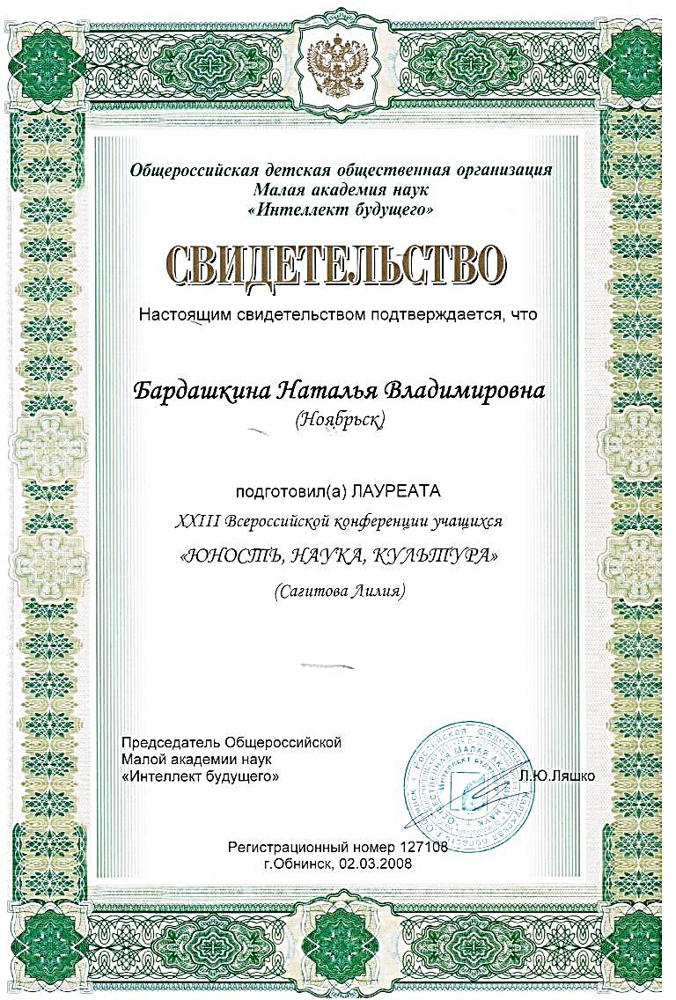 Общероссийская детская общественная организация
Малая академия наук
«Интеллект будущего»
СВИДЕТЕЛЬСТВО
Настоящим свидетельством подтверждается, что
Бардашкина Наталья Владимировна
(Ноябрьск)
подготовил(а) ЛАУРЕАТА
XXIII Всероссийской конференции учащихся
«ЮНОСТЬ, НАУКА, КУЛЬТУРА»
(Сагитова Лилия)
Председатель Общероссийской
Малой академии наук
«Интеллект будущего»
Л.Ю.Ляшко
Регистрационный номер 127108
г.Обнинск, 02.03.2008